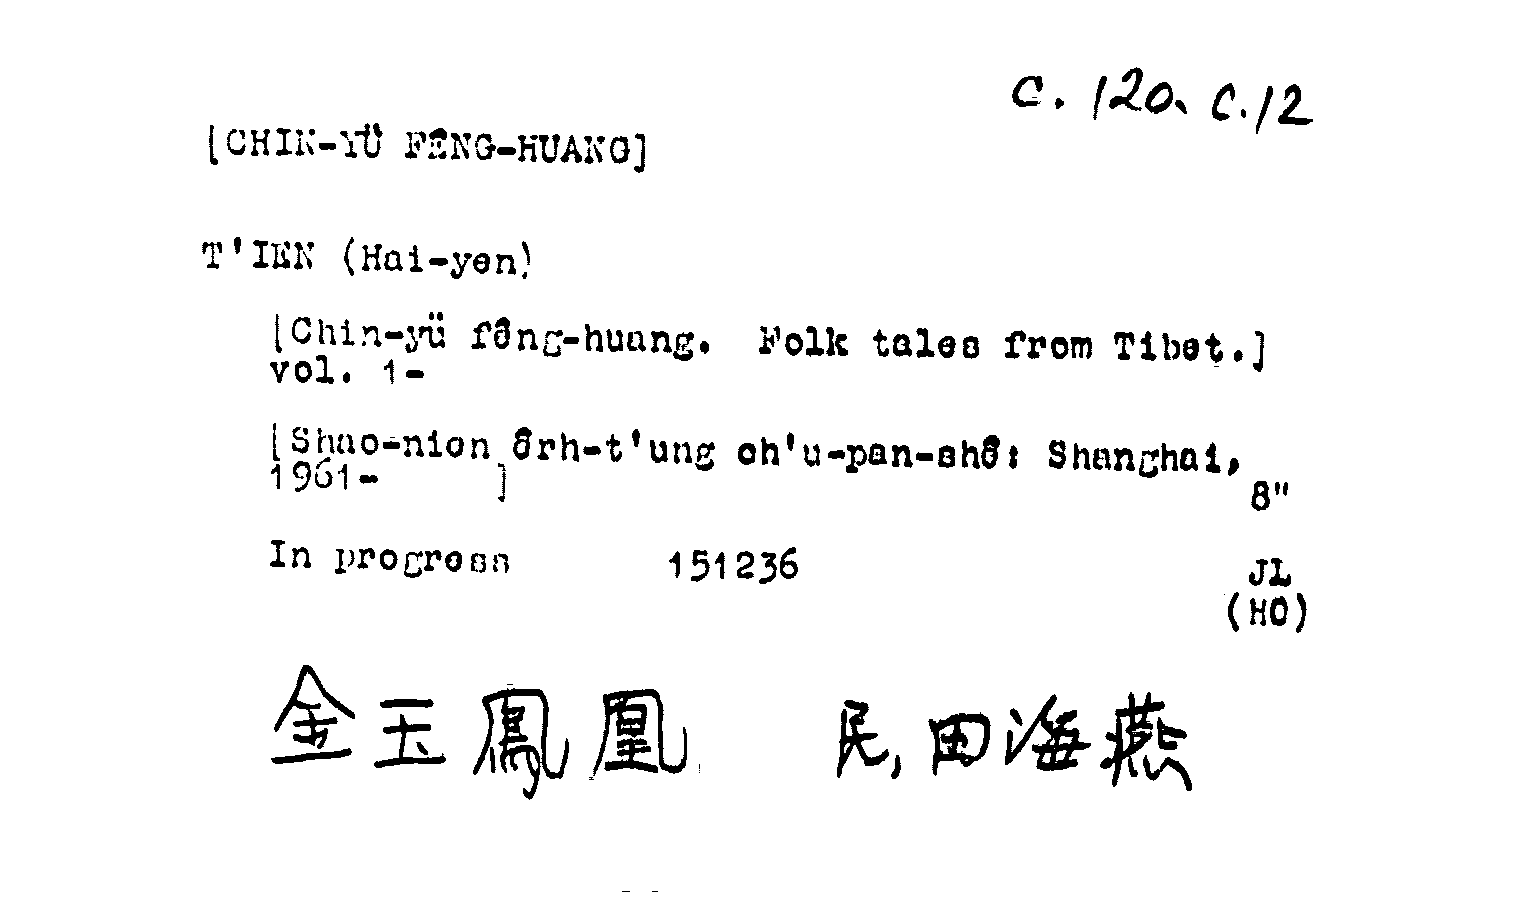 C. 120. C.12
[CHIN-YÜ FÊNG-HUANG]
T'IEN (Hai-yen)
[Chin-yü fêng-huang. Folk tales from Tibet.]
vol. 1-
[Shao-nien êrh-t'ung ch'u-pan-shê: Shanghai,
1961- ]
8"
In progress 151236 JL
(HO)
金玉鳳凰 民,田海燕